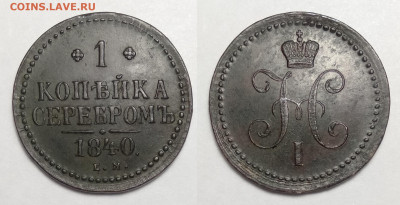 COINS.LAVE.RU
1
КОПѢЙКА
СЕРЕБРОМЪ
1840
Е.М.
Н
I